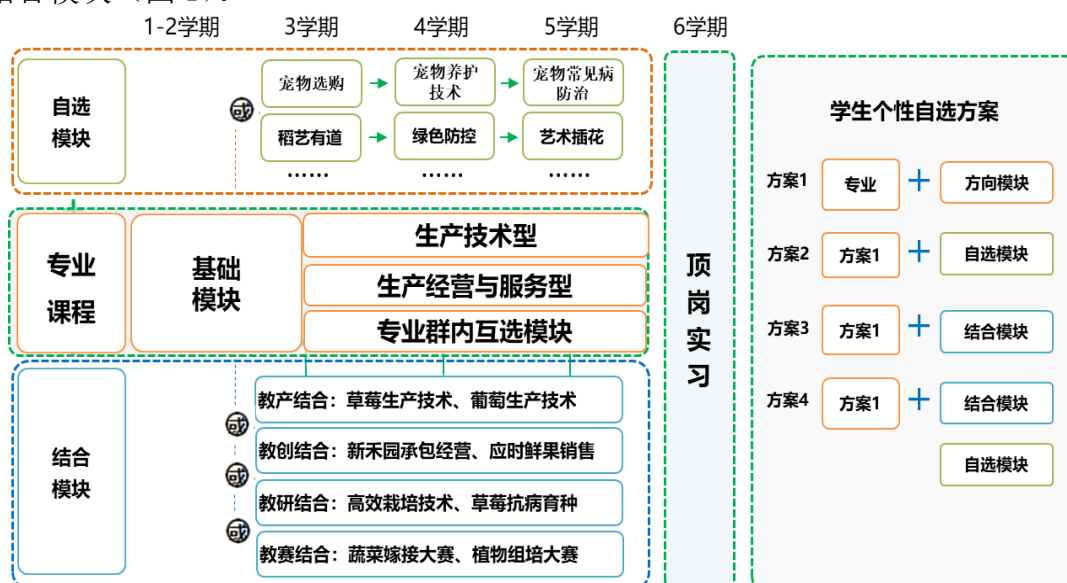 1-2学期 3学期 4学期 5学期 6学期
自选
模块
或
宠物选购
宠物养护
技术
宠物常见病
防治
稻艺有道
绿色防控
艺术插花
…… …… ……
专业
课程
基础
模块
生产技术型
生产经营与服务型
专业群内互选模块
结合
模块
或
教产结合：草莓生产技术、葡萄生产技术
教创结合：新禾园承包经营、应时鲜果销售
或
教研结合：高效栽培技术、草莓抗病育种
或
教赛结合：蔬菜嫁接大赛、植物组培大赛
顶
岗
实
习
学生个性自选方案
方案1 专业 + 方向模块
方案2 方案1 + 自选模块
方案3 方案1 + 结合模块
方案4 方案1 + 结合模块
自选模块